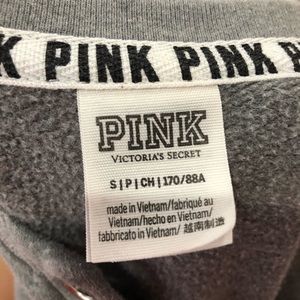 K PINK PINK P
PINK
VICTORIA'S SECRET
S|P|CH|170/88A
made in Vietnam/fabriqué au
Vietnam/hecho en Vietnam/
fabbricato in Vietnam/ 越南制造